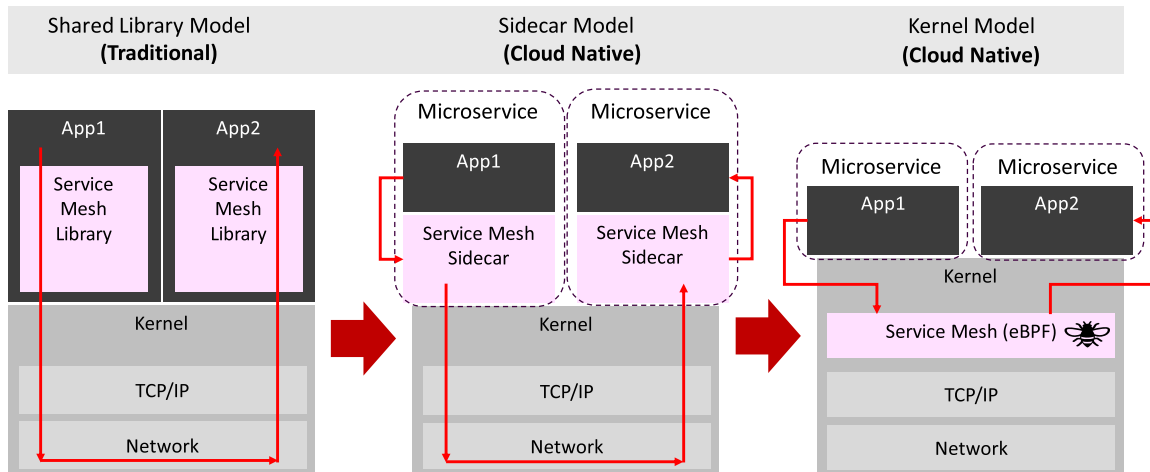 Shared Library Model
(Traditional)
App1
App2
Service
Mesh
Library
Service
Mesh
Library
Kernel
TCP/IP
Network
Sidecar Model
(Cloud Native)
Microservice
Microservice
App1
App2
Service Mesh
Sidecar
Service Mesh
Sidecar
Kernel
TCP/IP
Network
Kernel Model
(Cloud Native)
Microservice
Microservice
App1
App2
Kernel
Service Mesh (eBPF)
TCP/IP
Network